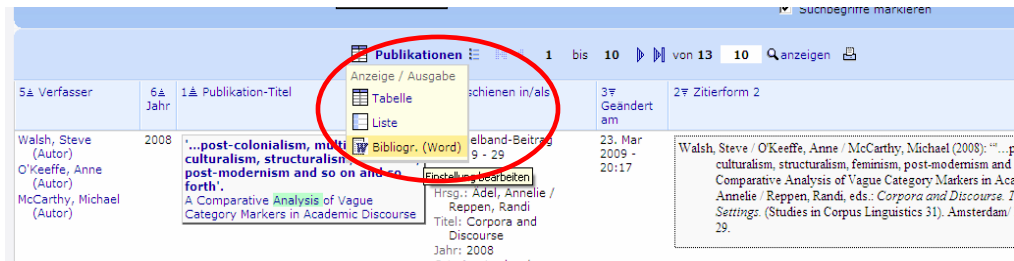 Suchbegriffe markieren
Publikationen 1 bis 10 von 13 10 anzeigen
Anzeige / Ausgabe
Tabelle
Liste
Bibliogr. (Word)
Einstellung bearbeiten
5 Verfasser
6 Jahr
1 Publikation-Titel
schienen in/als
3 Geändert am
2 Zitierform 2
Walsh, Steve
(Autor)
O'Keeffe, Anne
(Autor)
McCarthy, Michael
(Autor)
2008
'...post-colonialism, multi
culturalism, structuralis
post-modernism and so on and so
forth'.
A Comparative Analysis of Vague
Category Markers in Academic Discourse
elband-Beitrag
9 - 29
Hrsg.: Ädel, Annelie /
Reppen, Randi
Titel: Corpora and
Discourse
Jahr: 2008
23. Mar
2009 -
20:17
Walsh, Steve / O'Keeffe, Anne / McCarthy, Michael (2008): "'...p
culturalism, structuralism, feminism, post-modernism and
Comparative Analysis of Vague Category Markers in Aca
Annelie / Reppen, Randi, eds.: Corpora and Discourse. T
Settings. (Studies in Corpus Linguistics 31). Amsterdam/
29.